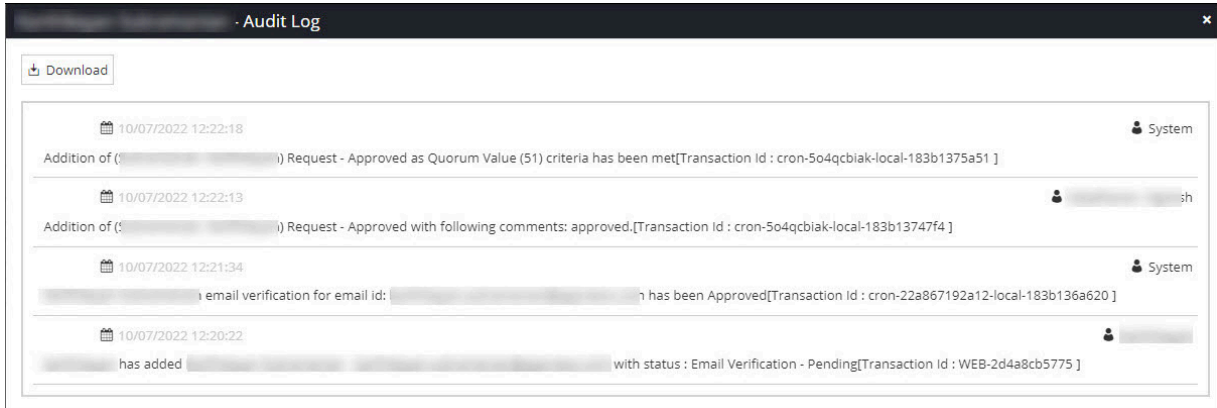 - Audit Log ×
Download
10/07/2022 12:22:18 System
Addition of ( ) Request - Approved as Quorum Value (51) criteria has been met[Transaction Id : cron-5o4qcbiak-local-183b1375a51 ]
10/07/2022 12:22:13 sh
Addition of ( ) Request - Approved with following comments: approved.[Transaction Id : cron-5o4qcbiak-local-183b13747f4 ]
10/07/2022 12:21:34 System
email verification for email id: has been Approved[Transaction Id : cron-22a867192a12-local-183b136a620 ]
10/07/2022 12:20:22
has added with status : Email Verification - Pending[Transaction Id : WEB-2d4a8cb5775 ]